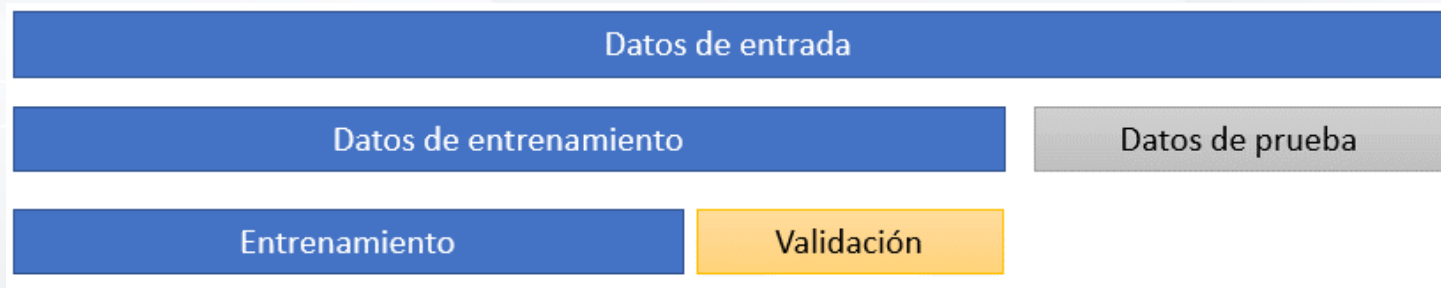 Datos de entrada
Datos de entrenamiento
Datos de prueba
Entrenamiento
Validación